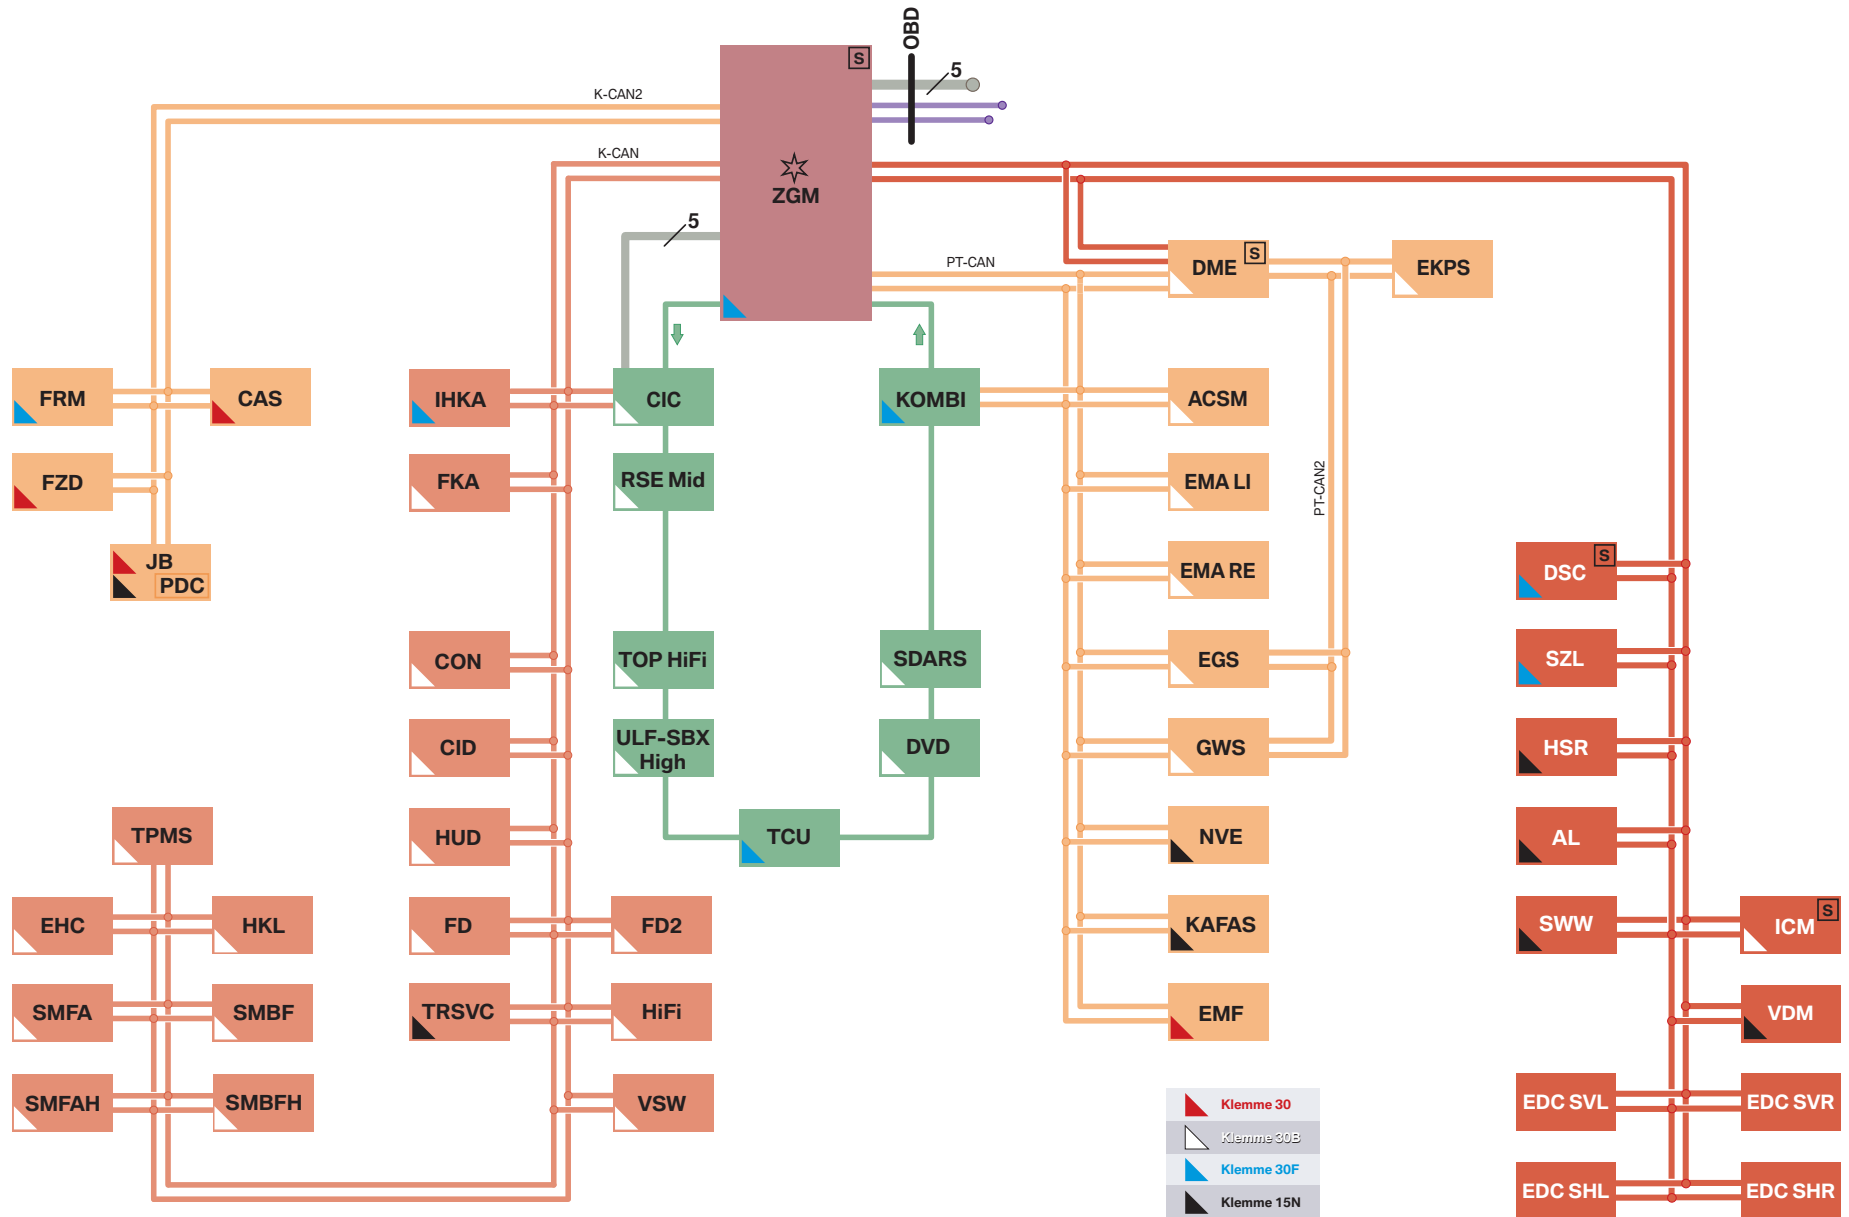 OBD
S
5
K-CAN2
K-CAN
ZGM
5
PT-CAN
DME
S
EKPS
FRM
CAS
IHKA
CIC
KOMBI
ACSM
FZD
FKA
RSE Mid
EMA LI
PT-CAN2
JB
PDC
EMA RE
DSC
S
CON
TOP HiFi
SDARS
EGS
SZL
CID
ULF-SBX
High
DVD
GWS
HSR
TPMS
HUD
TCU
NVE
AL
EHC
HKL
FD
FD2
KAFAS
SWW
ICM
S
SMFA
SMBF
TRSVC
HiFi
EMF
VDM
SMFAH
SMBFH
VSW
EDC SVL
EDC SVR
EDC SHL
EDC SHR
Klemme 30
Klemme 30B
Klemme 30F
Klemme 15N